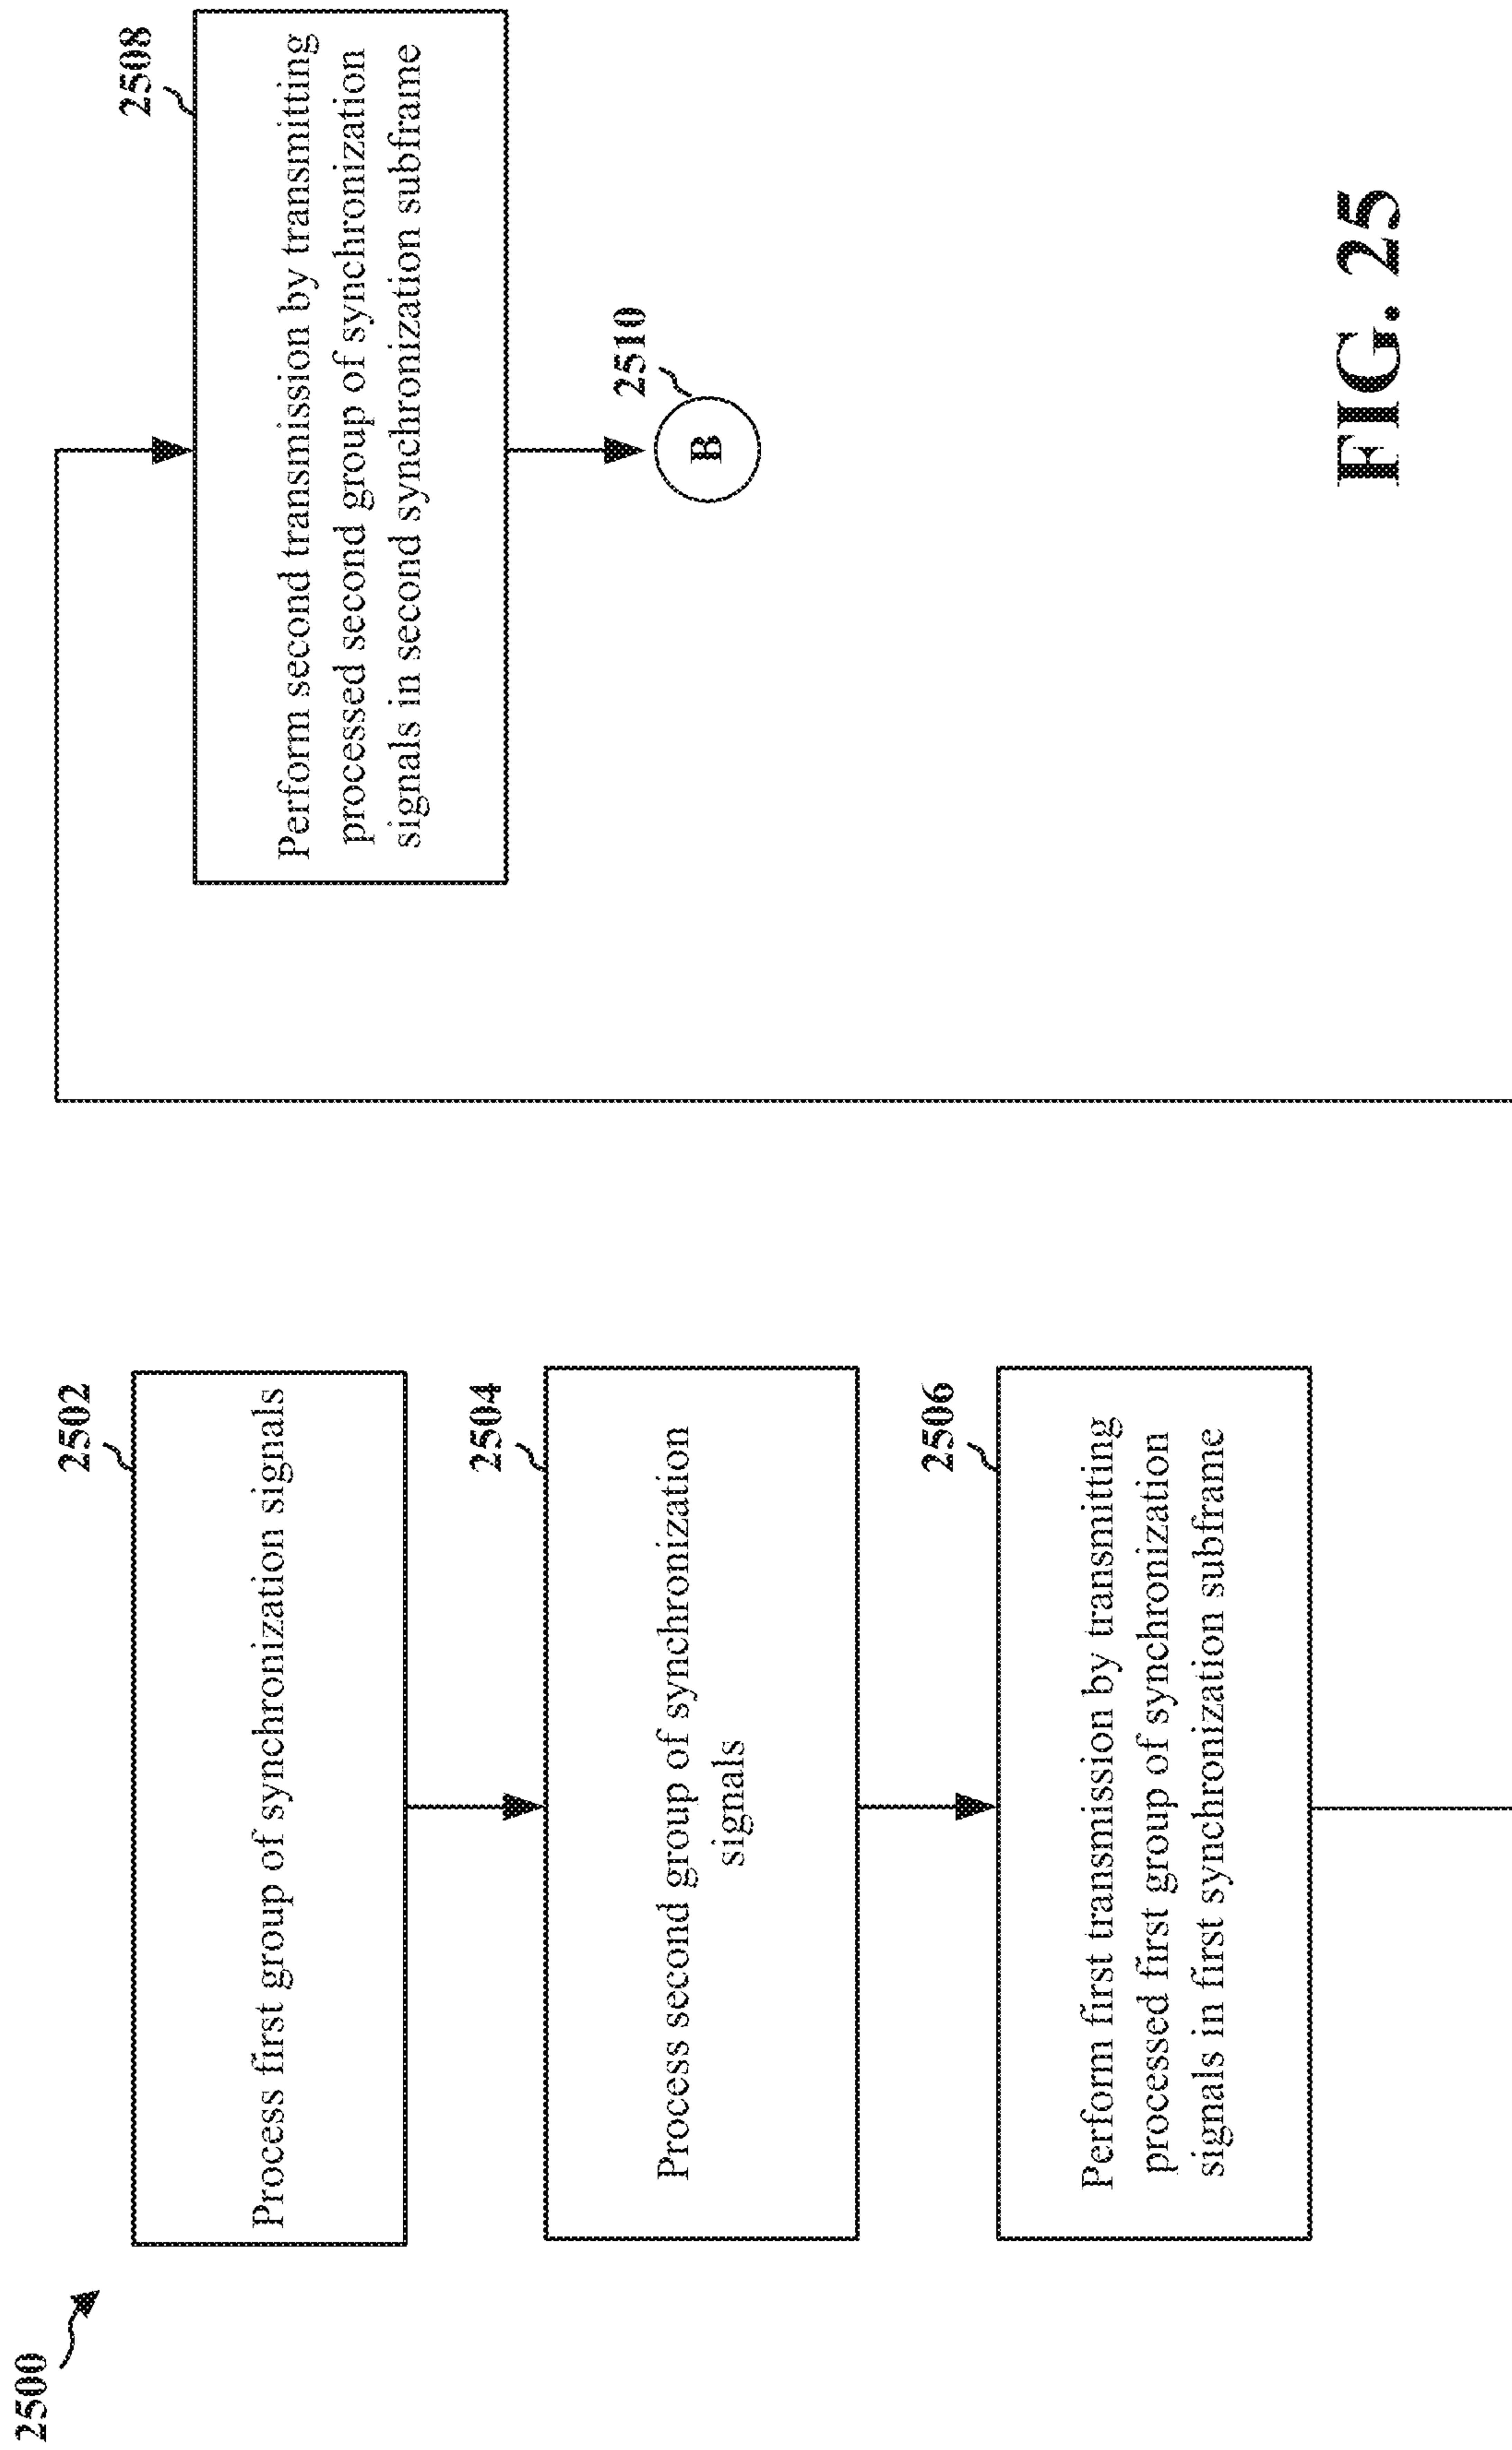 2500
2502
Process first group of synchronization signals
2504
Process second group of synchronization
signals
2506
Perform first transmission by transmitting
processed first group of synchronization
signals in first synchronization subframe
2508
Perform second transmission by transmitting
processed second group of synchronization
signals in second synchronization subframe
2510
B
FIG. 25